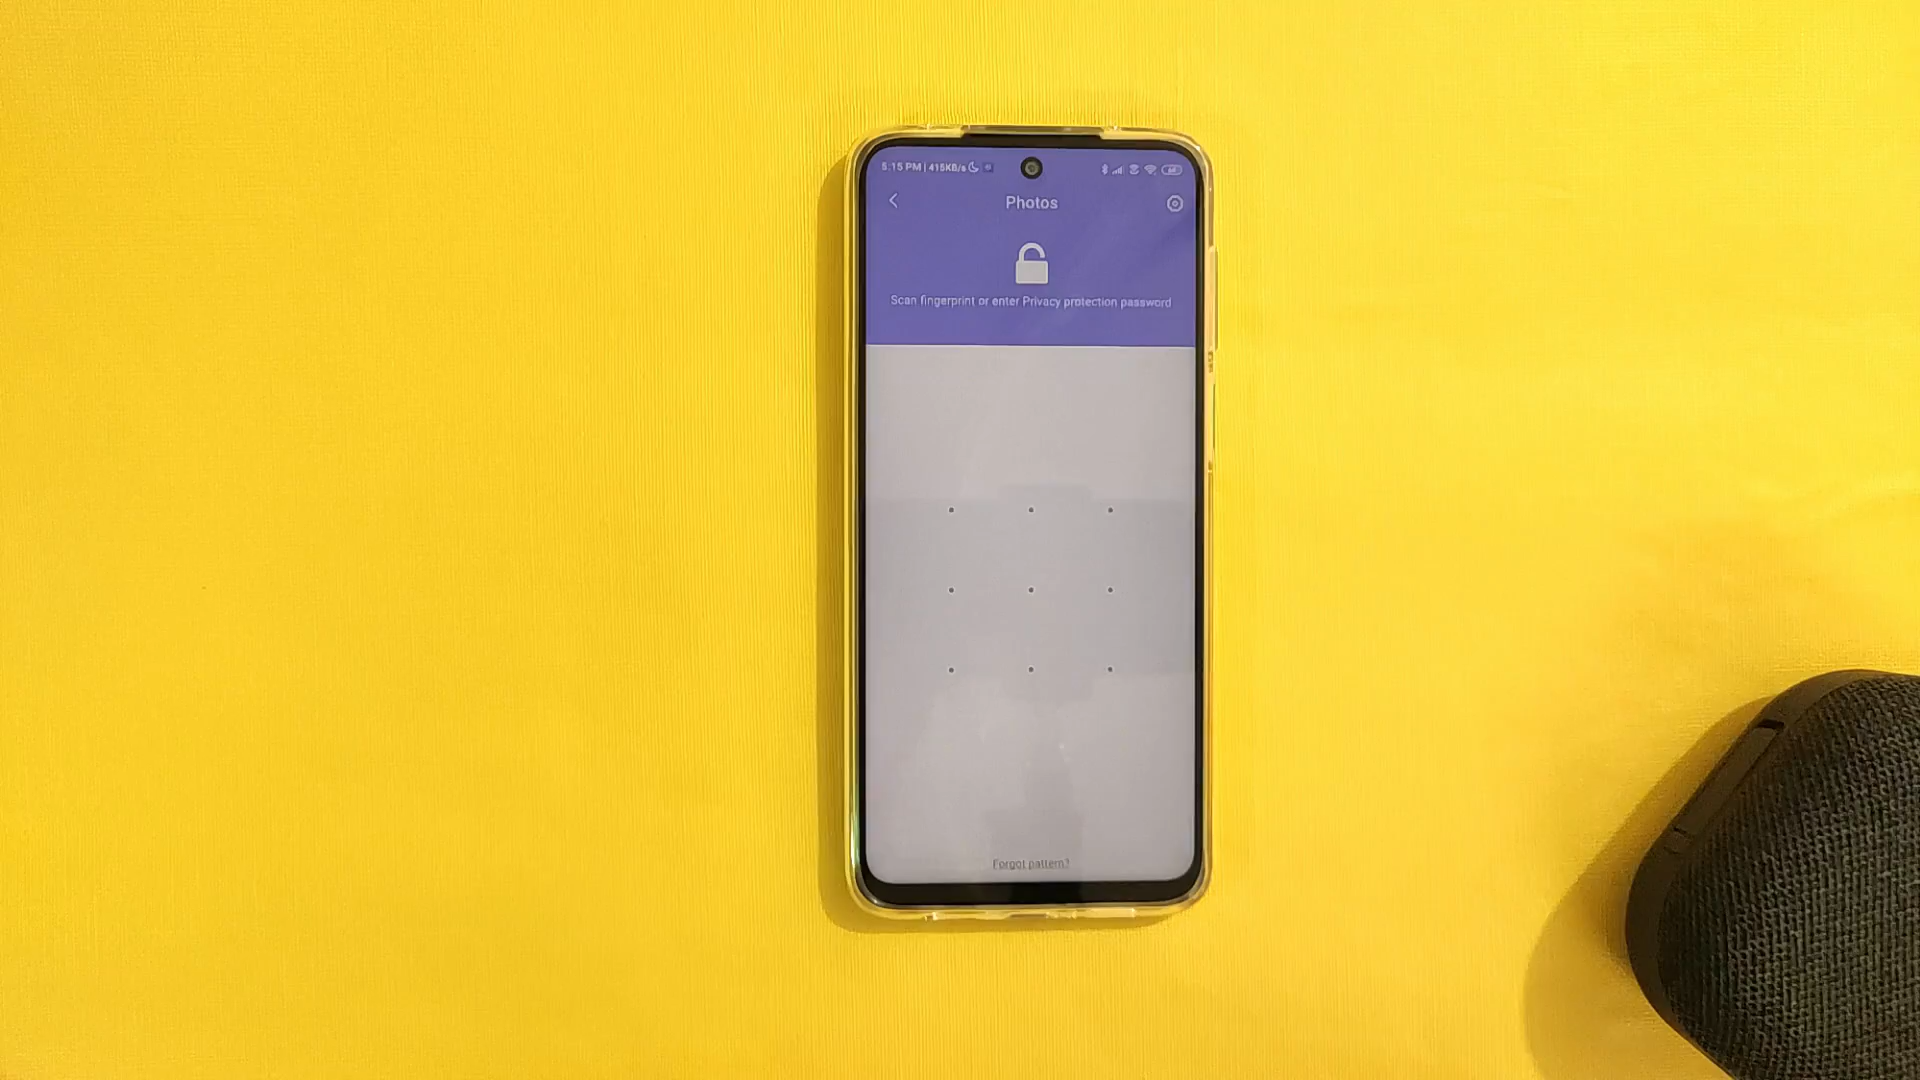 5:15 PM | 415KB/s
Photos
Scan fingerprint or enter Privacy protection password
Forgot pattern?